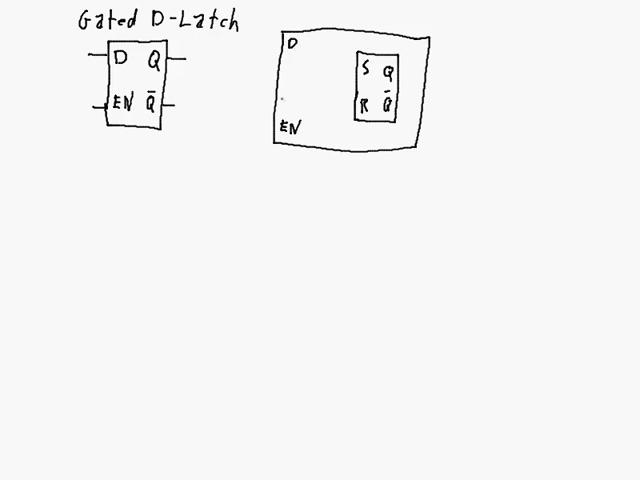 Gated D-Latch
D Q
EN Q̅
D
S Q
R Q̅
EN